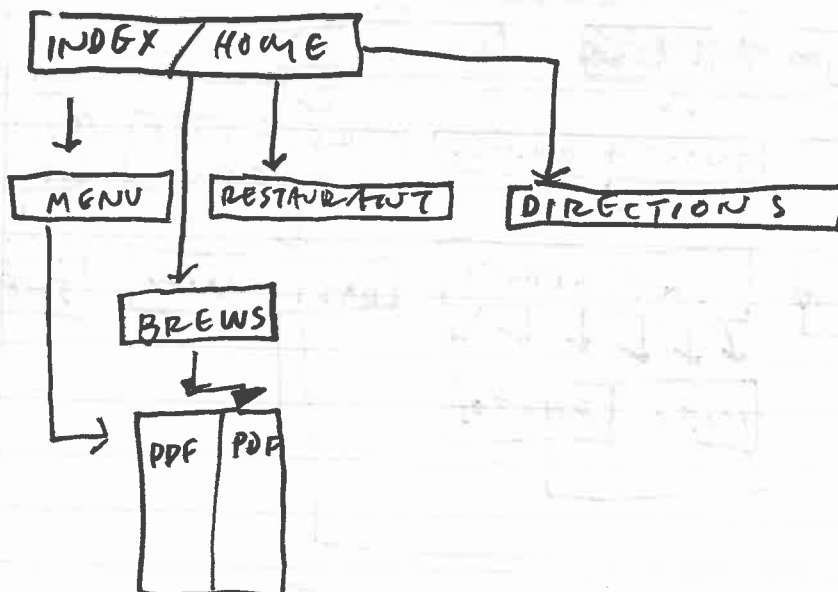 INDEX / HOME
MENU
RESTAURANT
DIRECTIONS
BREWS
PDF PDF